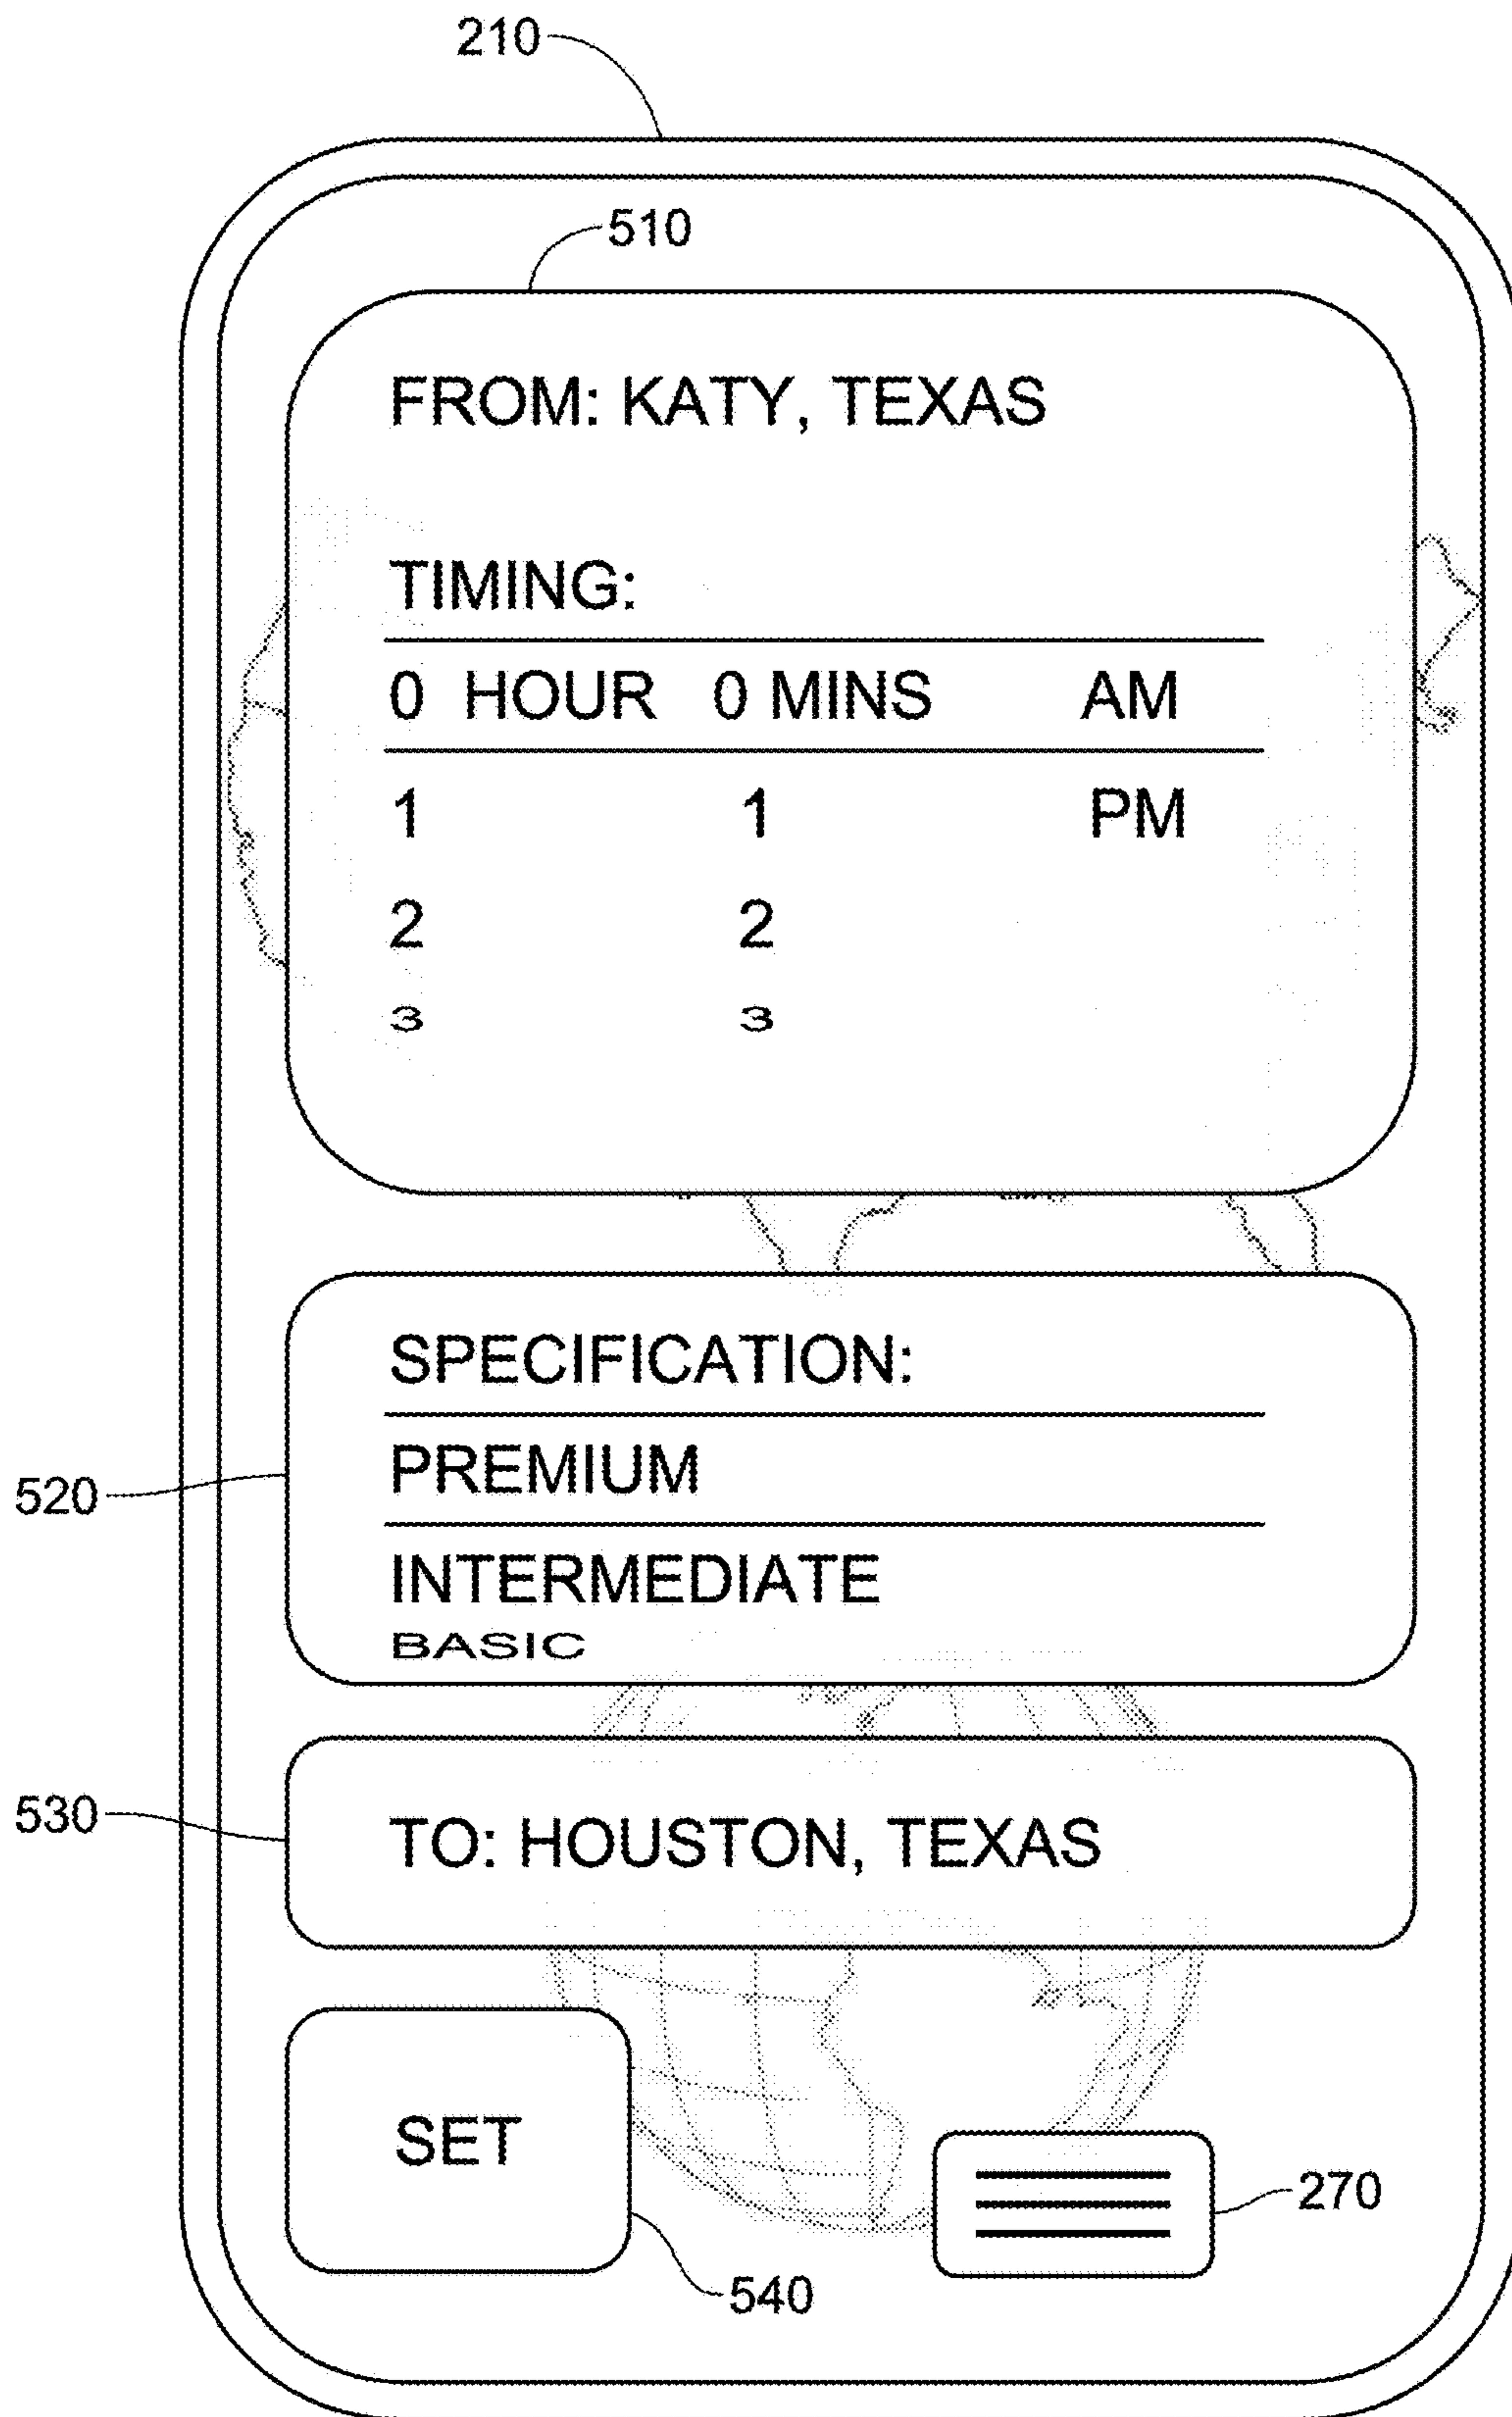 210
510
FROM: KATY, TEXAS
TIMING:
0 HOUR 0 MINS AM
1 1 PM
2 2
3 3
SPECIFICATION:
PREMIUM
520
INTERMEDIATE
BASIC
530
TO: HOUSTON, TEXAS
SET
270
540